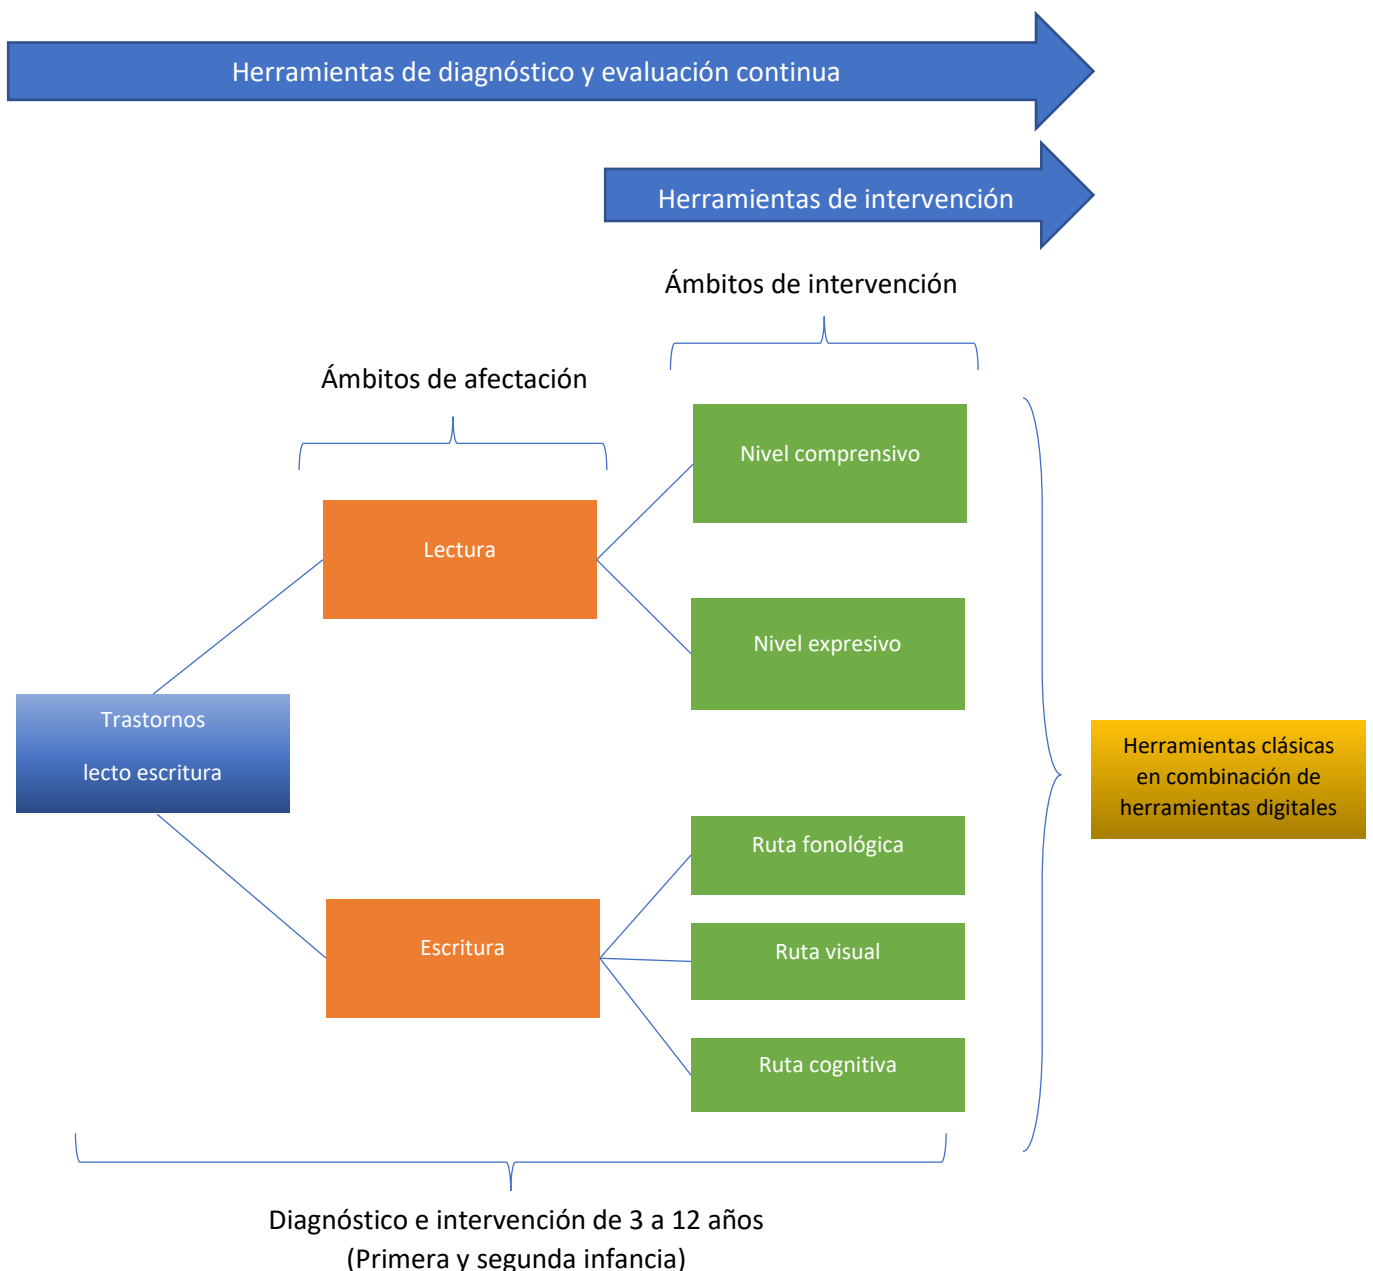 Herramientas de diagnóstico y evaluación continua
Herramientas de intervención
Ámbitos de intervención
Ámbitos de afectación
Nivel comprensivo
Lectura
Nivel expresivo
Trastornos
lecto escritura
Herramientas clásicas
en combinación de
herramientas digitales
Ruta fonológica
Escritura
Ruta visual
Ruta cognitiva
Diagnóstico e intervención de 3 a 12 años
(Primera y segunda infancia)